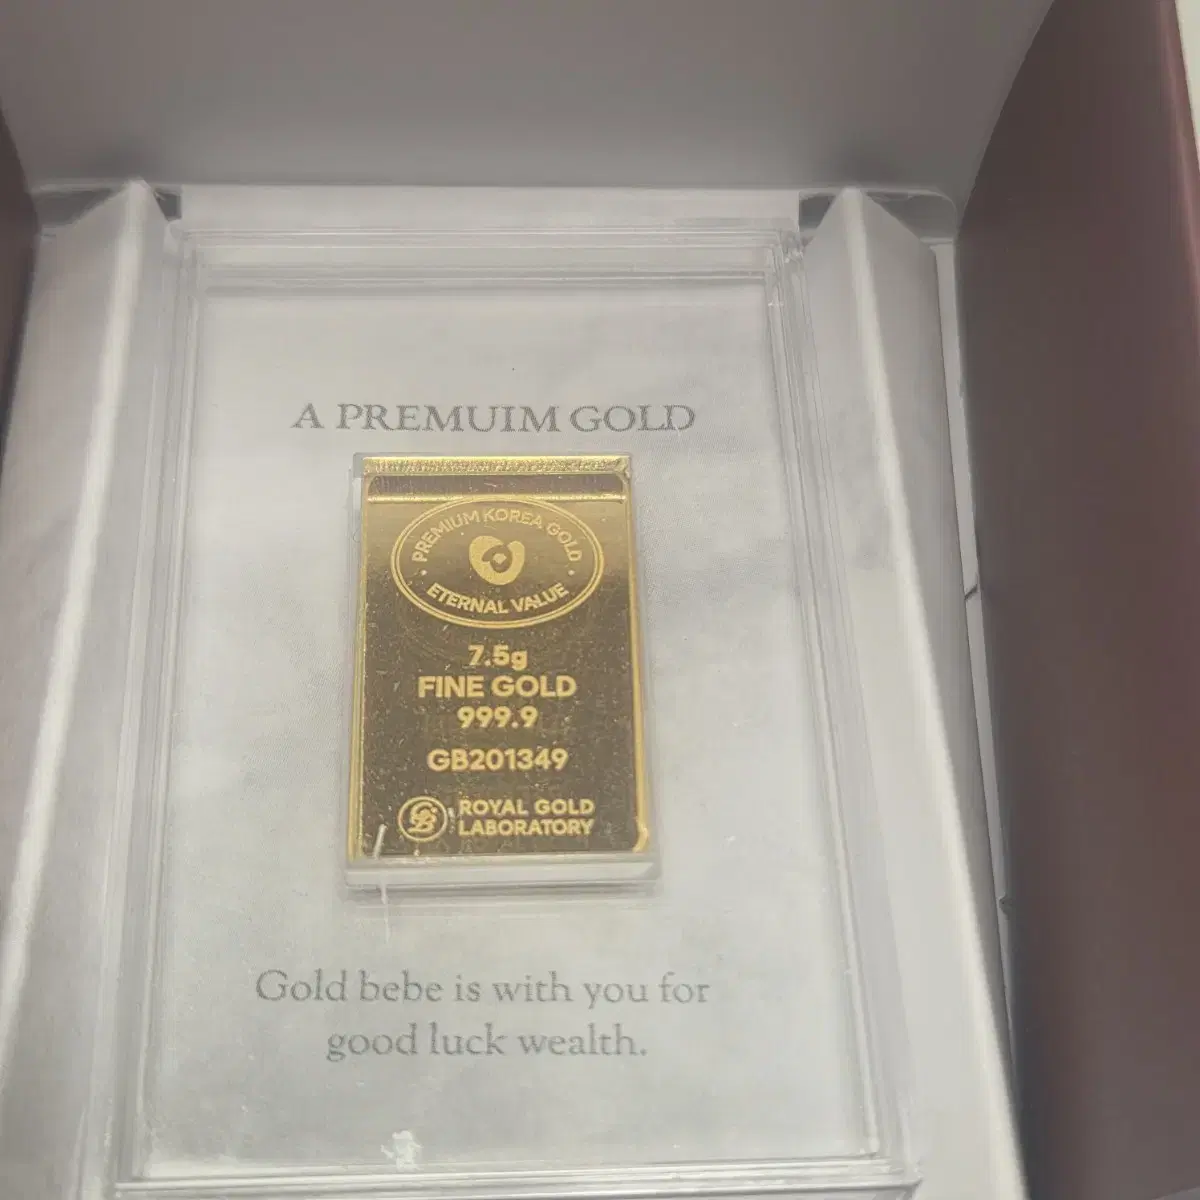 A PREMUIM GOLD
PREMIUM KOREA GOLD
ETERNAL VALUE
7.5g
FINE GOLD
999.9
GB201349
ROYAL GOLD
LABORATORY
Gold bebe is with you for
good luck wealth.